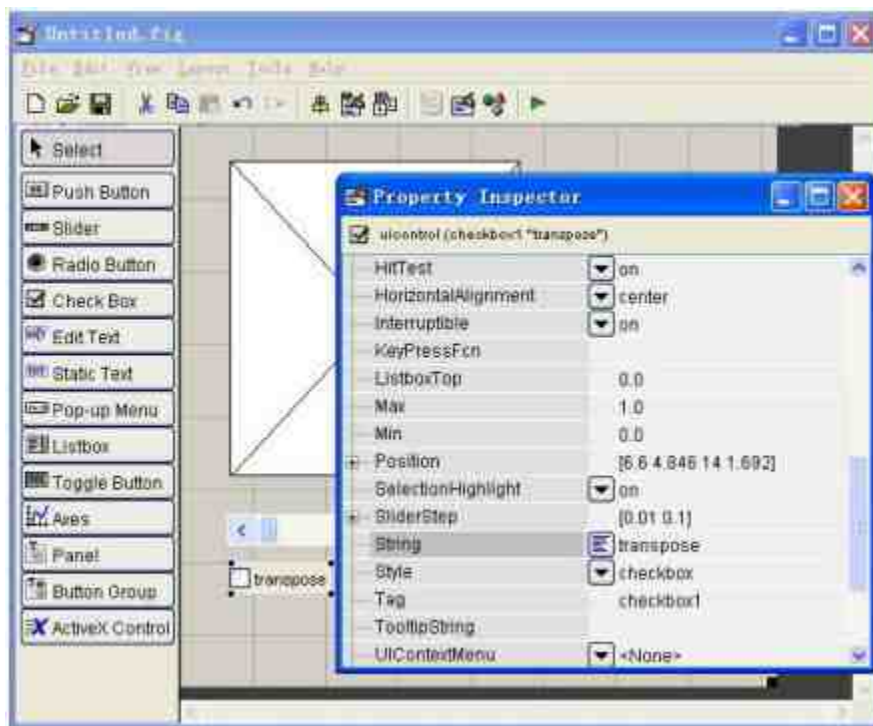 Untitled.fig
File Edit View Layout Tools Help
Select
Push Button
Slider
Radio Button
Check Box
Edit Text
Static Text
Pop-up Menu
Listbox
Toggle Button
Axes
Panel
Button Group
ActiveX Control
transpose
Property Inspector
uicontrol (checkbox1 "transpose")
HitTest on
HorizontalAlignment center
Interruptible on
KeyPressFcn
ListboxTop 0.0
Max 1.0
Min 0.0
Position [6.6 4.846 14 1.692]
SelectionHighlight on
SliderStep [0.01 0.1]
String transpose
Style checkbox
Tag checkbox1
TooltipString
UIContextMenu <None>